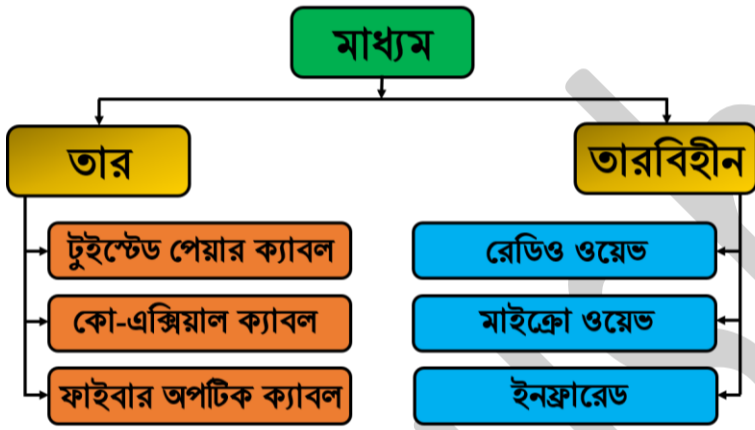 মাধ্যম
তার
তারবিহীন
টুইস্টেড পেয়ার ক্যাবল
কো-এক্সিয়াল ক্যাবল
ফাইবার অপটিক ক্যাবল
রেডিও ওয়েভ
মাইক্রো ওয়েভ
ইনফ্রারেড